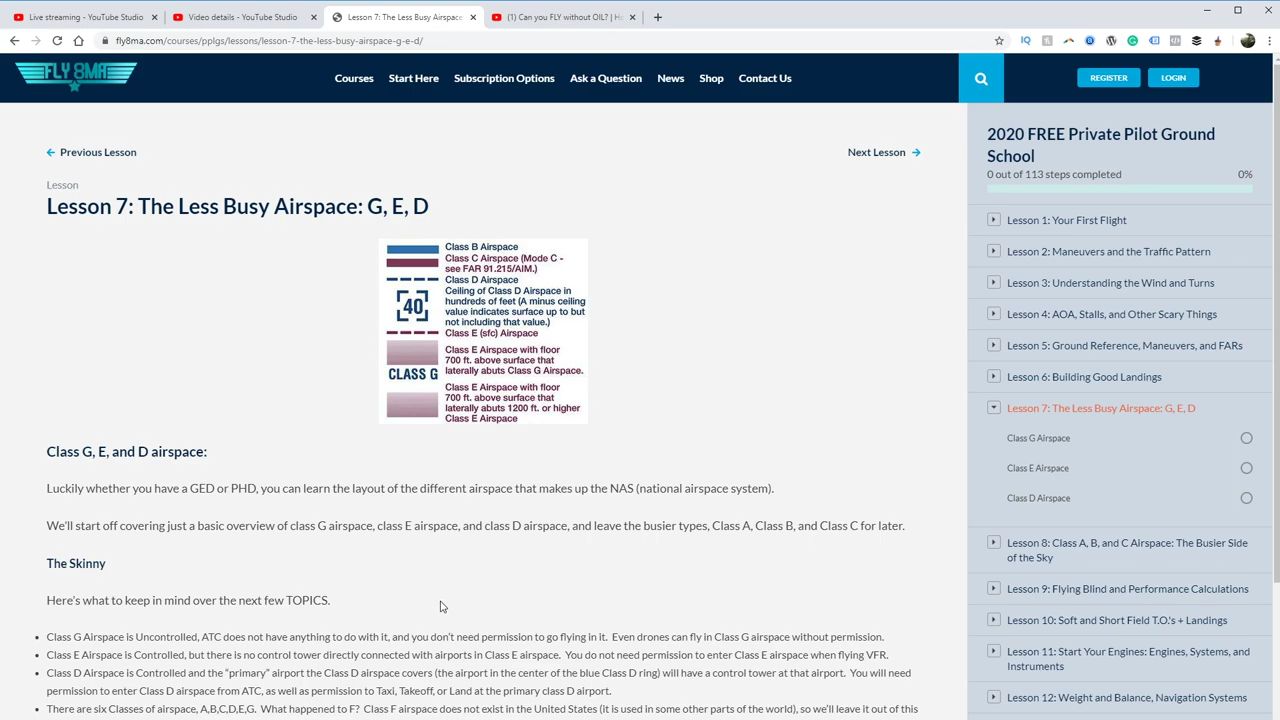 Live streaming - YouTube Studio
Video details - YouTube Studio
Lesson 7: The Less Busy Airspace:
(1) Can you FLY without OIL? | H
fly8ma.com/courses/pplgs/lessons/lesson-7-the-less-busy-airspace-g-e-d/
FLY 8MA
Courses
Start Here
Subscription Options
Ask a Question
News
Shop
Contact Us
REGISTER
LOGIN
Previous Lesson
Next Lesson
Lesson
Lesson 7: The Less Busy Airspace: G, E, D
Class B Airspace
Class C Airspace (Mode C -
see FAR 91.215/AIM.)
Class D Airspace
40
Ceiling of Class D Airspace in
hundreds of feet (A minus ceiling
value indicates surface up to but
not including that value.)
Class E (sfc) Airspace
Class E Airspace with floor
700 ft. above surface that
laterally abuts Class G Airspace.
CLASS G
Class E Airspace with floor
700 ft. above surface that
laterally abuts 1200 ft. or higher
Class E Airspace
Class G, E, and D airspace:
Luckily whether you have a GED or PHD, you can learn the layout of the different airspace that makes up the NAS (national airspace system).
We'll start off covering just a basic overview of class G airspace, class E airspace, and class D airspace, and leave the busier types, Class A, Class B, and Class C for later.
The Skinny
Here's what to keep in mind over the next few TOPICS.
Class G Airspace is Uncontrolled, ATC does not have anything to do with it, and you don't need permission to go flying in it. Even drones can fly in Class G airspace without permission.
Class E Airspace is Controlled, but there is no control tower directly connected with airports in Class E airspace. You do not need permission to enter Class E airspace when flying VFR.
Class D Airspace is Controlled and the "primary" airport the Class D airspace covers (the airport in the center of the blue Class D ring) will have a control tower at that airport. You will need
permission to enter Class D airspace from ATC, as well as permission to Taxi, Takeoff, or Land at the primary class D airport.
There are six Classes of airspace, A,B,C,D,E,G. What happened to F? Class F airspace does not exist in the United States (it is used in some other parts of the world), so we'll leave it out of this
2020 FREE Private Pilot Ground
School
0 out of 113 steps completed
0%
Lesson 1: Your First Flight
Lesson 2: Maneuvers and the Traffic Pattern
Lesson 3: Understanding the Wind and Turns
Lesson 4: AOA, Stalls, and Other Scary Things
Lesson 5: Ground Reference, Maneuvers, and FARs
Lesson 6: Building Good Landings
Lesson 7: The Less Busy Airspace: G, E, D
Class G Airspace
Class E Airspace
Class D Airspace
Lesson 8: Class A, B, and C Airspace: The Busier Side
of the Sky
Lesson 9: Flying Blind and Performance Calculations
Lesson 10: Soft and Short Field T.O.'s + Landings
Lesson 11: Start Your Engines: Engines, Systems, and
Instruments
Lesson 12: Weight and Balance, Navigation Systems